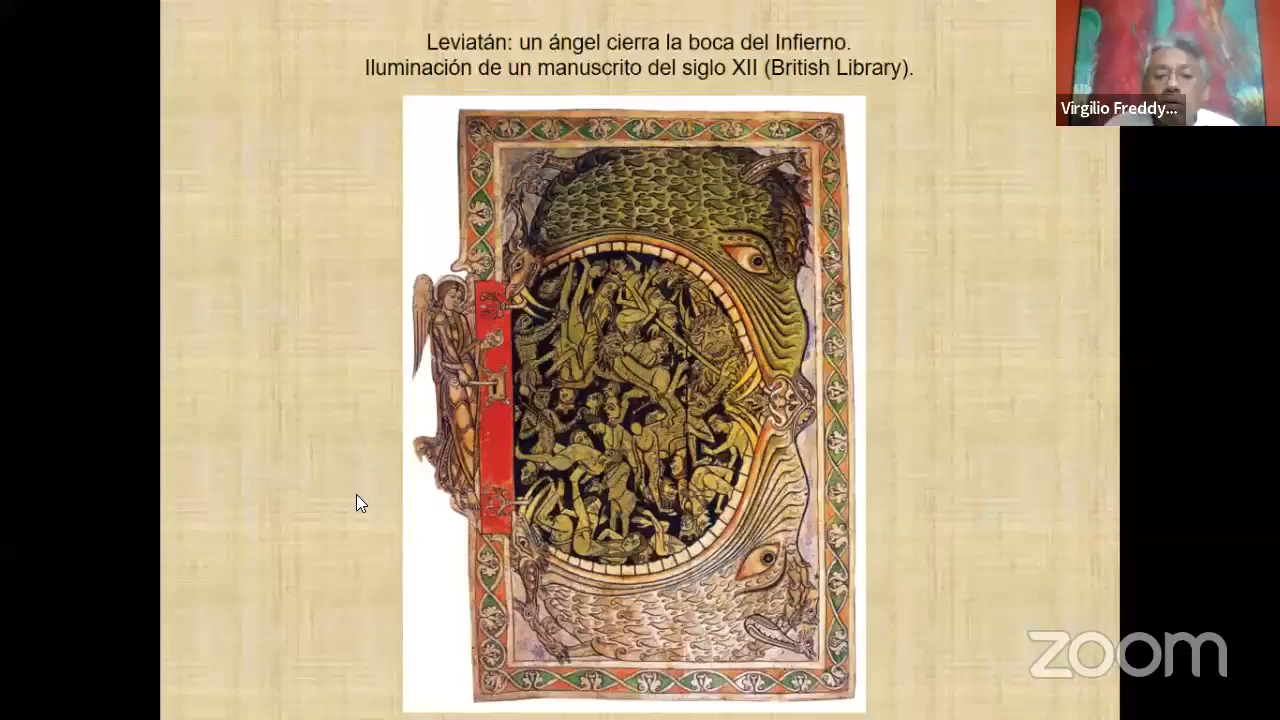 Leviatán: un ángel cierra la boca del Infierno.
Iluminación de un manuscrito del siglo XII (British Library).
Virgilio Freddy...
zoom